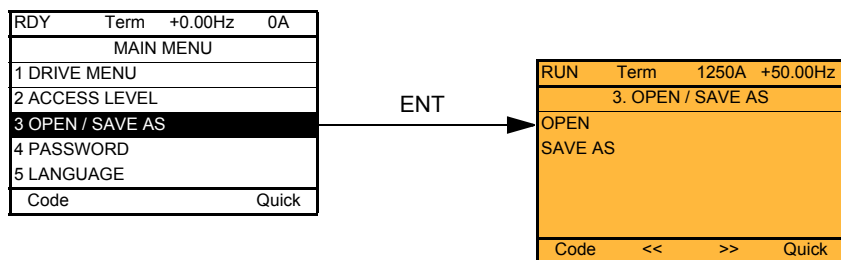 RDY Term +0.00Hz 0A
MAIN MENU
1 DRIVE MENU
2 ACCESS LEVEL
3 OPEN / SAVE AS
4 PASSWORD
5 LANGUAGE
Code Quick
ENT
RUN Term 1250A +50.00Hz
3. OPEN / SAVE AS
OPEN
SAVE AS
Code << >> Quick